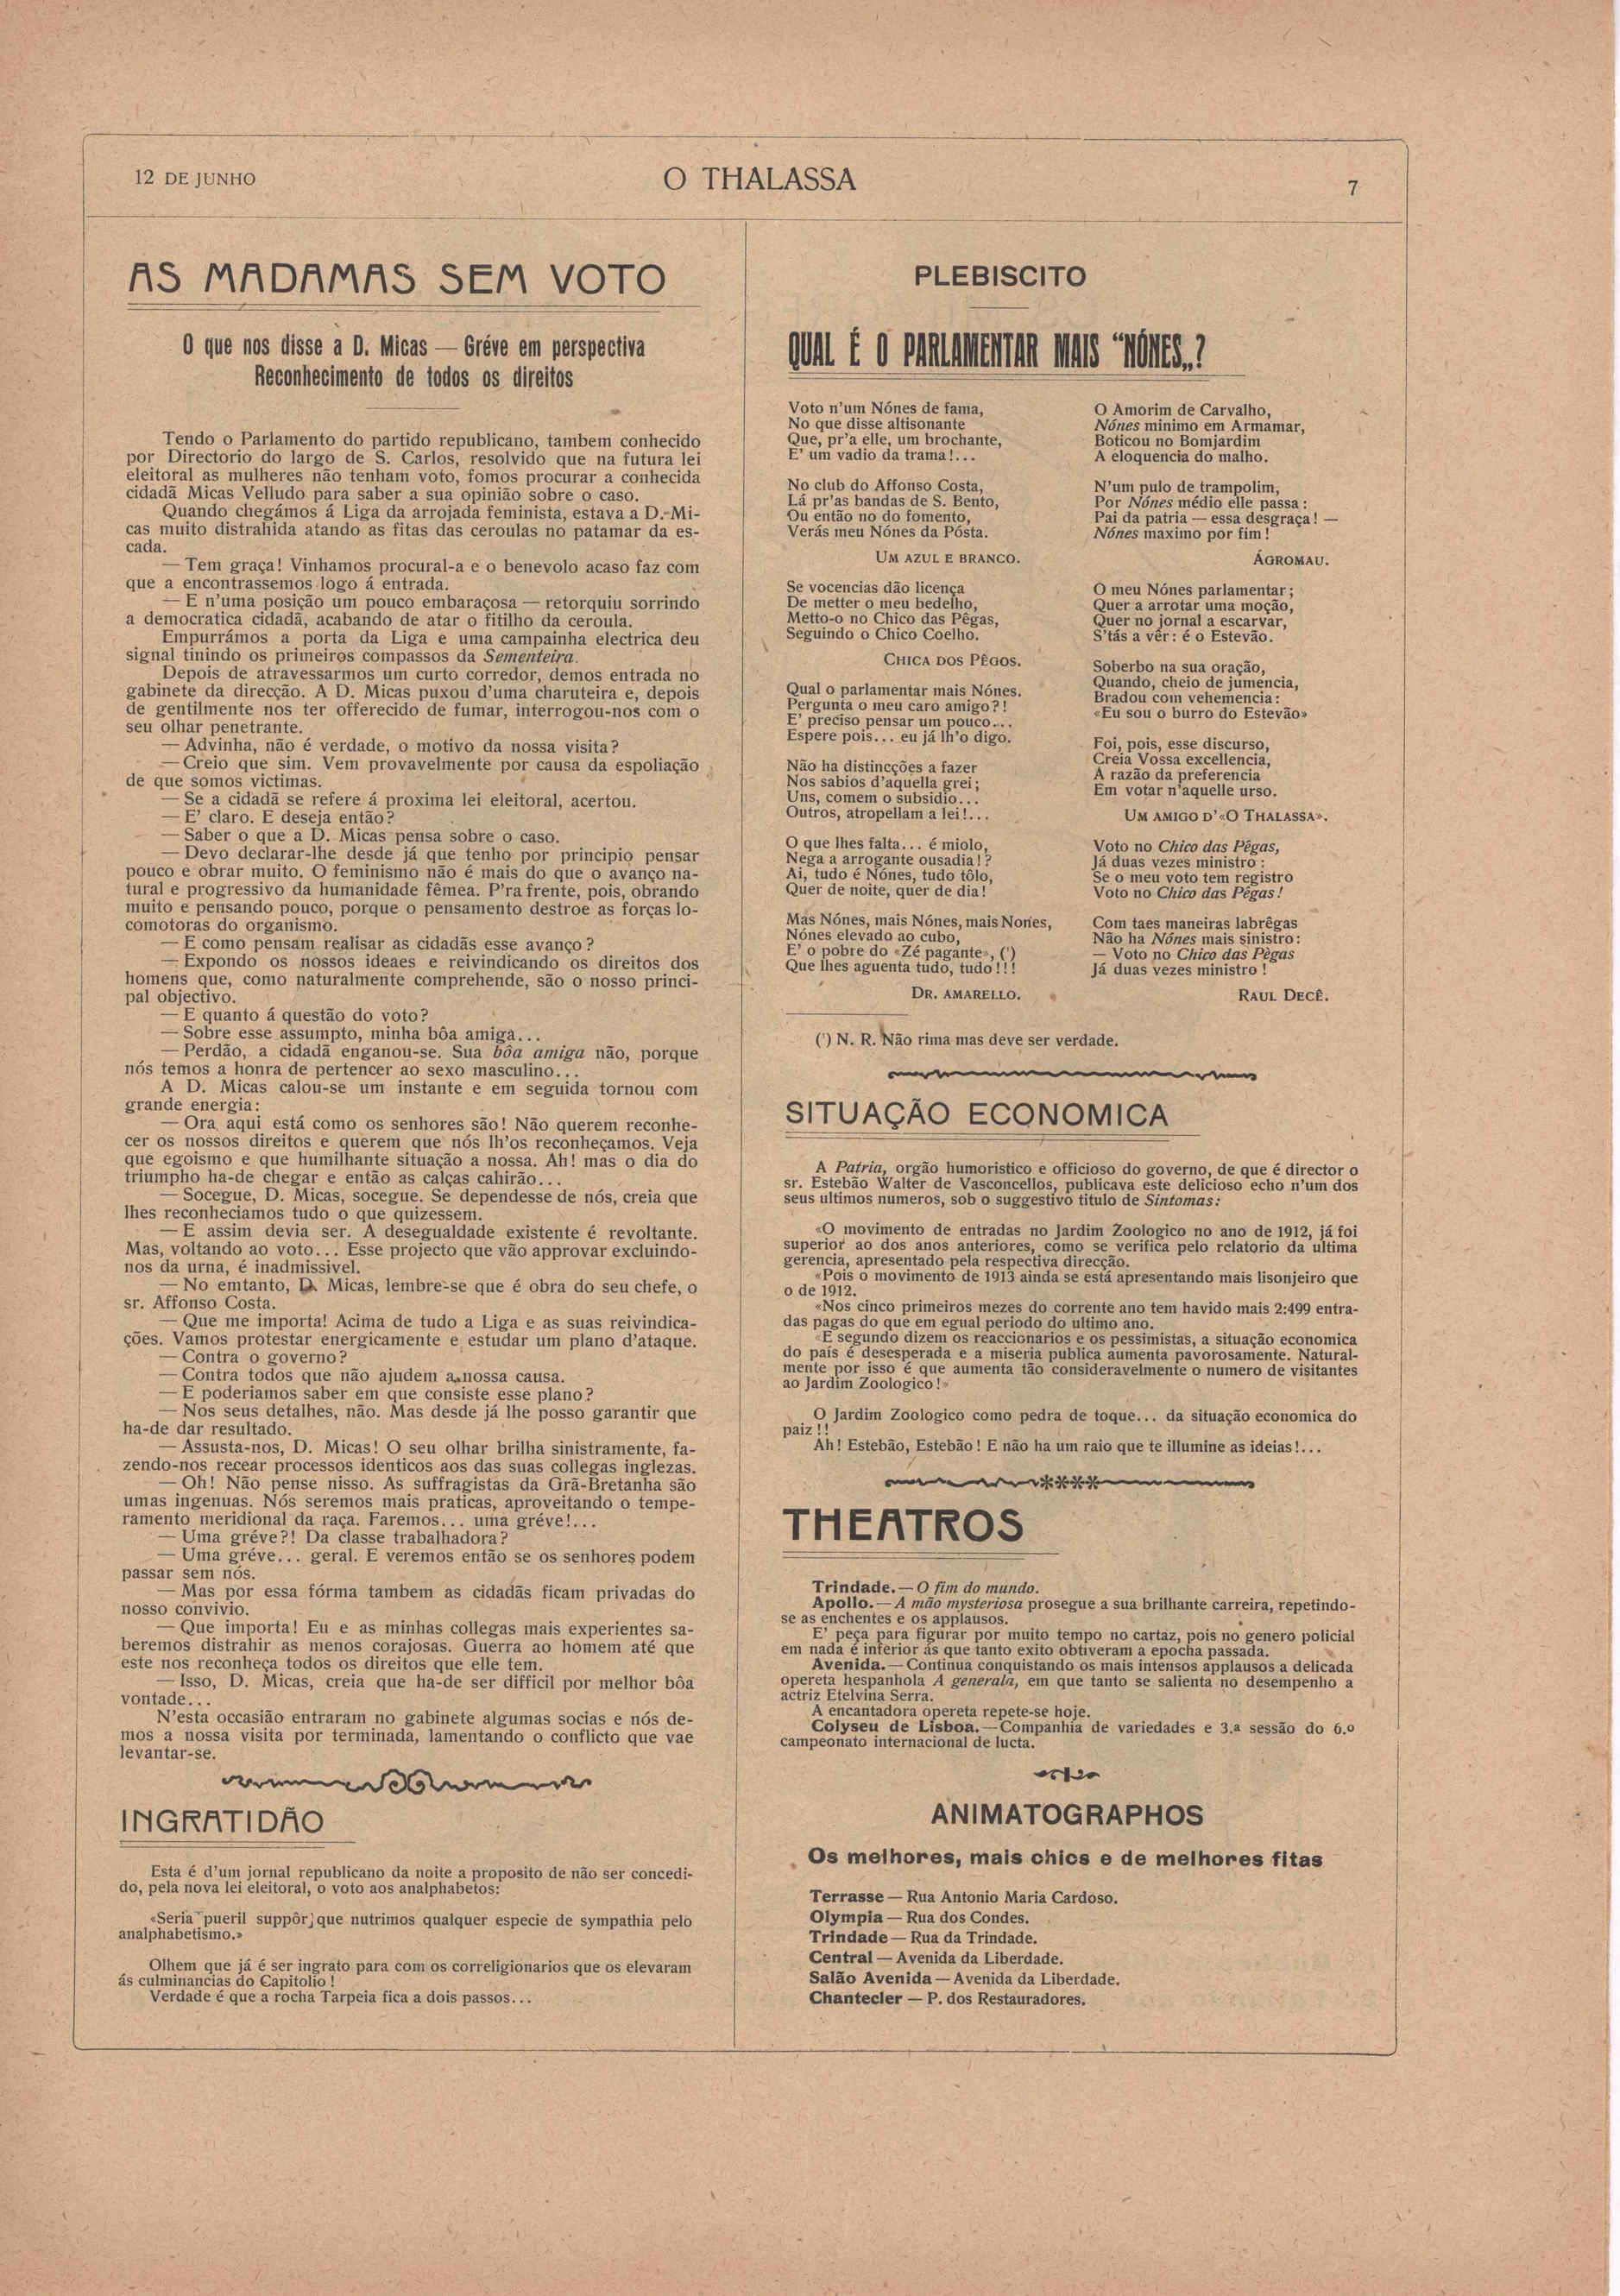 12 DE JUNHO
O THALASSA
7
AS MADAMAS SEM VOTO
O que nos disse a D. Micas — Gréve em perspectiva
Reconhecimento de todos os direitos
Tendo o Parlamento do partido republicano, tambem conhecido
por Directorio do largo de S. Carlos, resolvido que na futura lei
eleitoral as mulheres não tenham voto, fomos procurar a conhecida
cidadã Micas Velludo para saber a sua opinião sobre o caso.
Quando chegámos á Liga da arrojada feminista, estava a D. Mi-
cas muito distrahida atando as fitas das ceroulas no patamar da es-
cada.
— Tem graça! Vinhamos procural-a e o benevolo acaso faz com
que a encontrassemos logo á entrada.
— E n'uma posição um pouco embaraçosa — retorquiu sorrindo
a democratica cidadã, acabando de atar o fitilho da ceroula.
Empurrámos a porta da Liga e uma campainha electrica deu
signal tinindo os primeiros compassos da Sementeira.
Depois de atravessarmos um curto corredor, demos entrada no
gabinete da direcção. A D. Micas puxou d'uma charuteira e, depois
de gentilmente nos ter offerecido de fumar, interrogou-nos com o
seu olhar penetrante.
— Advinha, não é verdade, o motivo da nossa visita?
— Creio que sim. Vem provavelmente por causa da espoliação
de que somos victimas.
— Se a cidadã se refere á proxima lei eleitoral, acertou.
— E' claro. E deseja então?
— Saber o que a D. Micas pensa sobre o caso.
— Devo declarar-lhe desde já que tenho por principio pensar
pouco e obrar muito. O feminismo não é mais do que o avanço na-
tural e progressivo da humanidade fêmea. P'ra frente, pois, obrando
muito e pensando pouco, porque o pensamento destroe as forças lo-
comotoras do organismo.
— E como pensam realisar as cidadãs esse avanço?
— Expondo os nossos ideaes e reivindicando os direitos dos
homens que, como naturalmente comprehende, são o nosso princi-
pal objectivo.
— E quanto á questão do voto?
— Sobre esse assumpto, minha bôa amiga...
— Perdão, a cidadã enganou-se. Sua bôa amiga não, porque
nós temos a honra de pertencer ao sexo masculino...
A D. Micas calou-se um instante e em seguida tornou com
grande energia:
— Ora aqui está como os senhores são! Não querem reconhe-
cer os nossos direitos e querem que nós lh'os reconheçamos. Veja
que egoismo e que humilhante situação a nossa. Ah! mas o dia do
triumpho ha-de chegar e então as calças cahirão...
— Socegue, D. Micas, socegue. Se dependesse de nós, creia que
lhes reconheciamos tudo o que quizessem.
— E assim devia ser. A desegualdade existente é revoltante.
Mas, voltando ao voto... Esse projecto que vão approvar excluindo-
nos da urna, é inadmissivel.
— No emtanto, D. Micas, lembre-se que é obra do seu chefe, o
sr. Affonso Costa.
— Que me importa! Acima de tudo a Liga e as suas reivindica-
ções. Vamos protestar energicamente e estudar um plano d'ataque.
— Contra o governo?
— Contra todos que não ajudem a nossa causa.
— E poderiamos saber em que consiste esse plano?
— Nos seus detalhes, não. Mas desde já lhe posso garantir que
ha-de dar resultado.
— Assusta-nos, D. Micas! O seu olhar brilha sinistramente, fa-
zendo-nos recear processos identicos aos das suas collegas inglezas.
— Oh! Não pense nisso. As suffragistas da Grã-Bretanha são
umas ingenuas. Nós seremos mais praticas, aproveitando o tempe-
ramento meridional da raça. Faremos... uma gréve!...
— Uma gréve?! Da classe trabalhadora?
— Uma gréve... geral. E veremos então se os senhores podem
passar sem nós.
— Mas por essa fórma tambem as cidadãs ficam privadas do
nosso convivio.
— Que importa! Eu e as minhas collegas mais experientes sa-
beremos distrahir as menos corajosas. Guerra ao homem até que
este nos reconheça todos os direitos que elle tem.
— Isso, D. Micas, creia que ha-de ser difficil por melhor bôa
vontade...
N'esta occasião entraram no gabinete algumas socias e nós de-
mos a nossa visita por terminada, lamentando o conflicto que vae
levantar-se.
INGRATIDÃO
Esta é d'um jornal republicano da noite a proposito de não ser concedi-
do, pela nova lei eleitoral, o voto aos analphabetos:
«Seria pueril suppôr que nutrimos qualquer especie de sympathia pelo
analphabetismo.»
Olhem que já é ser ingrato para com os correligionarios que os elevaram
ás culminancias do Capitolio!
Verdade é que a rocha Tarpeia fica a dois passos...
PLEBISCITO
QUAL É O PARLAMENTAR MAIS "NÓNES„?
Voto n'um Nónes de fama,
No que disse altisonante
Que, pr'a elle, um brochante,
E' um vadio da trama!...
No club do Affonso Costa,
Lá pr'as bandas de S. Bento,
Ou então no do fomento,
Verás meu Nónes da Pósta.
UM AZUL E BRANCO.
Se vocencias dão licença
De metter o meu bedelho,
Metto-o no Chico das Pêgas,
Seguindo o Chico Coelho.
CHICA DOS PÊGOS.
Qual o parlamentar mais Nónes.
Pergunta o meu caro amigo?!
E' preciso pensar um pouco...
Espere pois... eu já lh'o digo.
Não ha distincções a fazer
Nos sabios d'aquella grei;
Uns, comem o subsidio...
Outros, atropellam a lei!...
O que lhes falta... é miolo,
Nega a arrogante ousadia!?
Ai, tudo é Nónes, tudo tôlo,
Quer de noite, quer de dia!
Mas Nónes, mais Nónes, mais Nones,
Nónes elevado ao cubo,
E' o pobre do «Zé pagante», (')
Que lhes aguenta tudo, tudo!!!
DR. AMARELLO.
O Amorim de Carvalho,
Nónes minimo em Armamar,
Boticou no Bomjardim
A eloquencia do malho.
N'um pulo de trampolim,
Por Nónes médio elle passa:
Pai da patria — essa desgraça! —
Nónes maximo por fim!
ÁGROMAU.
O meu Nónes parlamentar;
Quer a arrotar uma moção,
Quer no jornal a escarvar,
S'tás a vêr: é o Estevão.
Soberbo na sua oração,
Quando, cheio de jumencia,
Bradou com vehemencia:
«Eu sou o burro do Estevão»
Foi, pois, esse discurso,
Creia Vossa excellencia,
A razão da preferencia
Em votar n'aquelle urso.
UM AMIGO D'«O THALASSA».
Voto no Chico das Pêgas,
Já duas vezes ministro:
Se o meu voto tem registro
Voto no Chico das Pêgas!
Com taes maneiras labrêgas
Não ha Nónes mais sinistro:
— Voto no Chico das Pêgas
Já duas vezes ministro!
RAUL DECÊ.
(') N. R. Não rima mas deve ser verdade.
SITUAÇÃO ECONOMICA
A Patria, orgão humoristico e officioso do governo, de que é director o
sr. Estebão Walter de Vasconcellos, publicava este delicioso echo n'um dos
seus ultimos numeros, sob o suggestivo titulo de Sintomas:
«O movimento de entradas no Jardim Zoologico no ano de 1912, já foi
superior ao dos anos anteriores, como se verifica pelo relatorio da ultima
gerencia, apresentado pela respectiva direcção.
«Pois o movimento de 1913 ainda se está apresentando mais lisonjeiro que
o de 1912.
«Nos cinco primeiros mezes do corrente ano tem havido mais 2:499 entra-
das pagas do que em egual periodo do ultimo ano.
«E segundo dizem os reaccionarios e os pessimistas, a situação economica
do país é desesperada e a miseria publica aumenta pavorosamente. Natural-
mente por isso é que aumenta tão consideravelmente o numero de visitantes
ao Jardim Zoologico!»
O Jardim Zoologico como pedra de toque... da situação economica do
paiz!!
Ah! Estebão, Estebão! E não ha um raio que te illumine as ideias!...
THEATROS
Trindade. — O fim do mundo.
Apollo. — A mão mysteriosa prosegue a sua brilhante carreira, repetindo-
se as enchentes e os applausos.
E' peça para figurar por muito tempo no cartaz, pois no genero policial
em nada é inferior ás que tanto exito obtiveram a epocha passada.
Avenida. — Continua conquistando os mais intensos applausos a delicada
opereta hespanhola A generala, em que tanto se salienta no desempenho a
actriz Etelvina Serra.
A encantadora opereta repete-se hoje.
Colyseu de Lisboa. — Companhia de variedades e 3.ª sessão do 6.º
campeonato internacional de lucta.
ANIMATOGRAPHOS
Os melhores, mais chics e de melhores fitas
Terrasse — Rua Antonio Maria Cardoso.
Olympia — Rua dos Condes.
Trindade — Rua da Trindade.
Central — Avenida da Liberdade.
Salão Avenida — Avenida da Liberdade.
Chantecler — P. dos Restauradores.